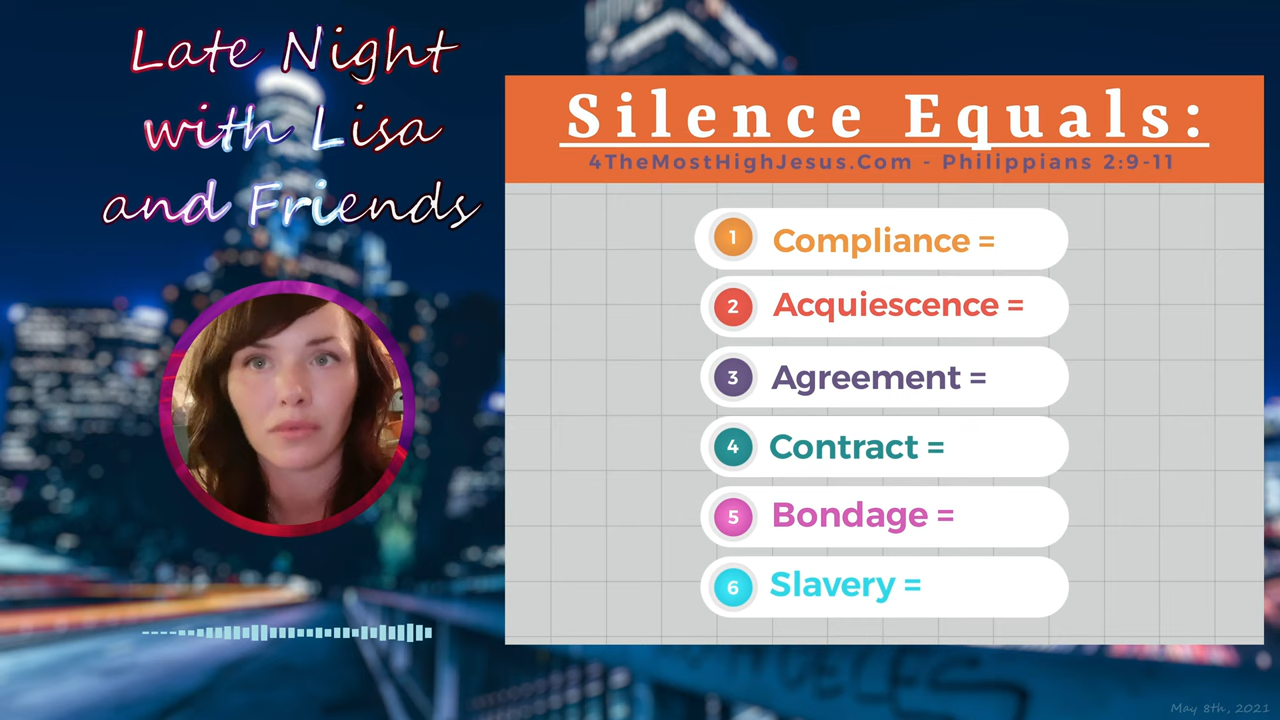 Late Night
with Lisa
and Friends
Silence Equals:
4TheMostHighJesus.Com - Philippians 2:9-11
1 Compliance =
2 Acquiescence =
3 Agreement =
4 Contract =
5 Bondage =
6 Slavery =
May 8th, 2021